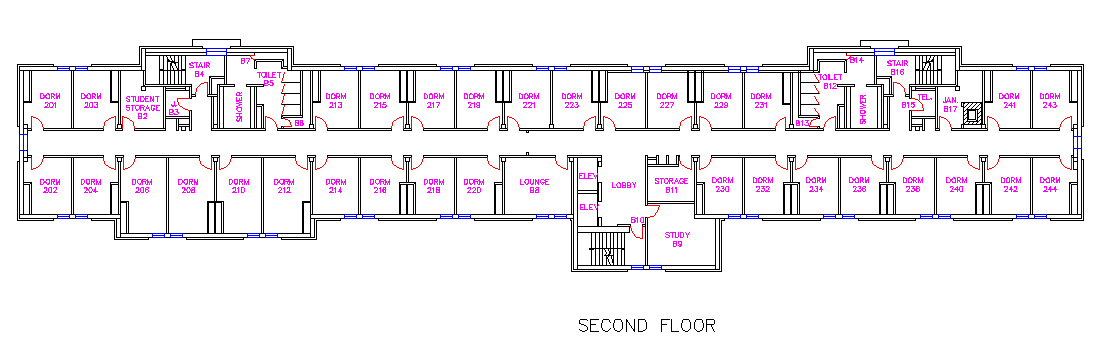 B7
B14
STAIR
B4
TOILET
B5
TOILET
B12
STAIR
B16
DORM
201
DORM
203
STUDENT
STORAGE
B2
B3
SHOWER
B6
DORM
213
DORM
215
DORM
217
DORM
219
DORM
221
DORM
223
DORM
225
DORM
227
DORM
229
DORM
231
B13
SHOWER
B15
TEL.
JAN.
B17
DORM
241
DORM
243
DORM
202
DORM
204
DORM
206
DORM
208
DORM
210
DORM
212
DORM
214
DORM
216
DORM
218
DORM
220
LOUNGE
B8
ELEV
ELEV
LOBBY
STORAGE
B11
DORM
230
DORM
232
DORM
234
DORM
236
DORM
238
DORM
240
DORM
242
DORM
244
B10
STUDY
B9
SECOND FLOOR